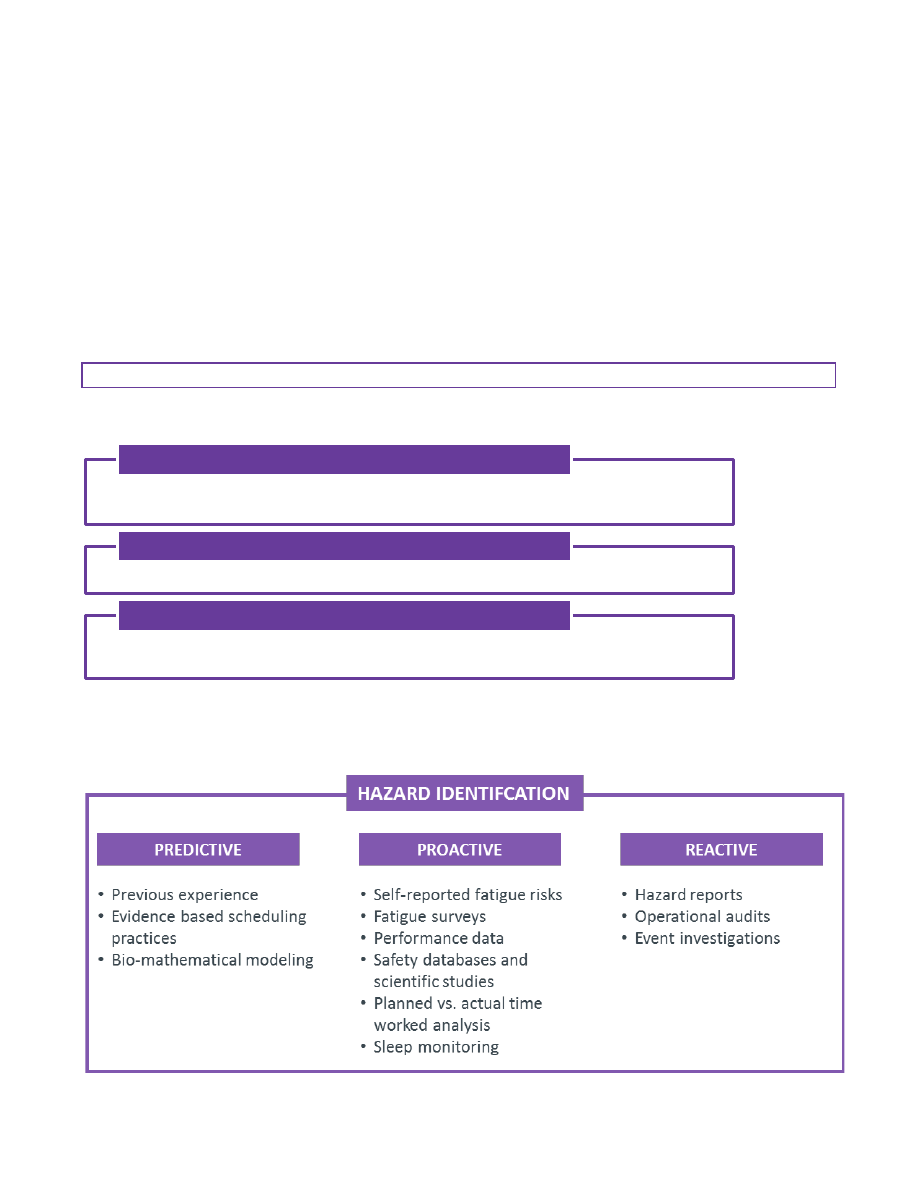 HAZARD IDENTIFCATION
PREDICTIVE
• Previous experience
• Evidence based scheduling
practices
• Bio-mathematical modeling
PROACTIVE
• Self-reported fatigue risks
• Fatigue surveys
• Performance data
• Safety databases and
scientific studies
• Planned vs. actual time
worked analysis
• Sleep monitoring
REACTIVE
• Hazard reports
• Operational audits
• Event investigations